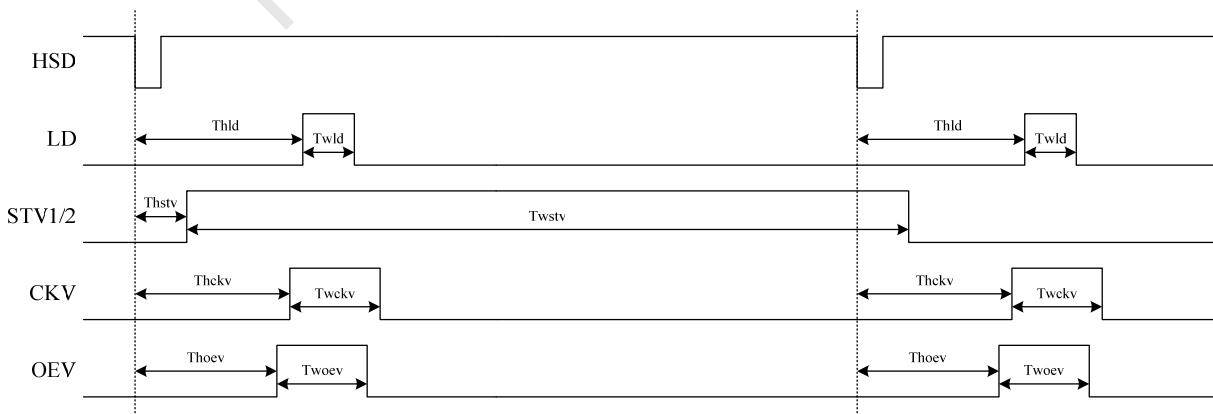 HSD
LD
Thld
Twld
Thld
Twld
STV1/2
Thstv
Twstv
CKV
Thckv
Twckv
Thckv
Twckv
OEV
Thoev
Twoev
Thoev
Twoev